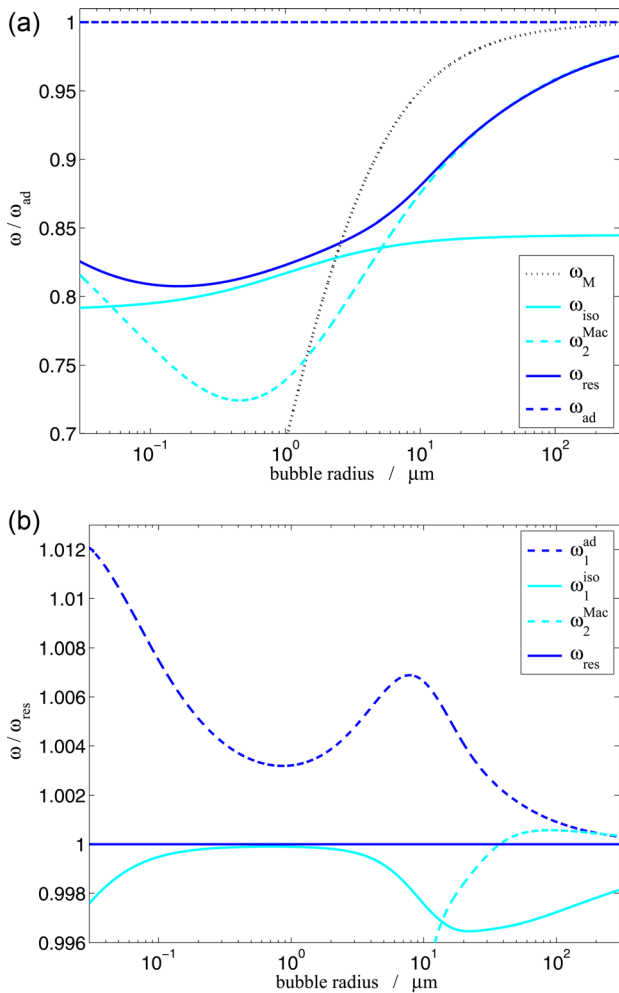 (a)
1
0.95
0.9
0.85
0.8
0.75
0.7
ω / ω_ad
ω_M
ω_iso
ω_2^Mac
ω_res
ω_ad
10^−1
10^0
10^1
10^2
bubble radius / μm
(b)
1.012
1.01
1.008
1.006
1.004
1.002
1
0.998
0.996
ω / ω_res
ω_1^ad
ω_1^iso
ω_2^Mac
ω_res
10^−1
10^0
10^1
10^2
bubble radius / μm